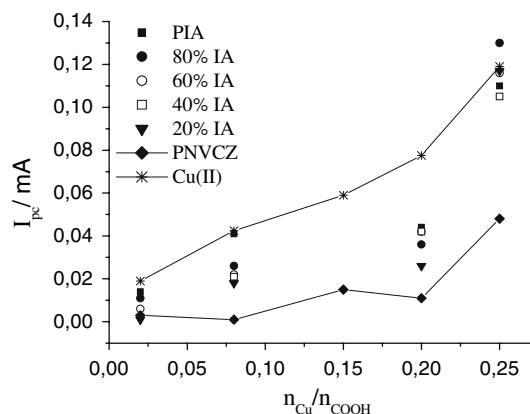 0,14
0,12
0,10
0,08
0,06
0,04
0,02
0,00
I_pc/ mA
PIA
80% IA
60% IA
40% IA
20% IA
PNVCZ
Cu(II)
0,00 0,05 0,10 0,15 0,20 0,25
n_Cu/n_COOH